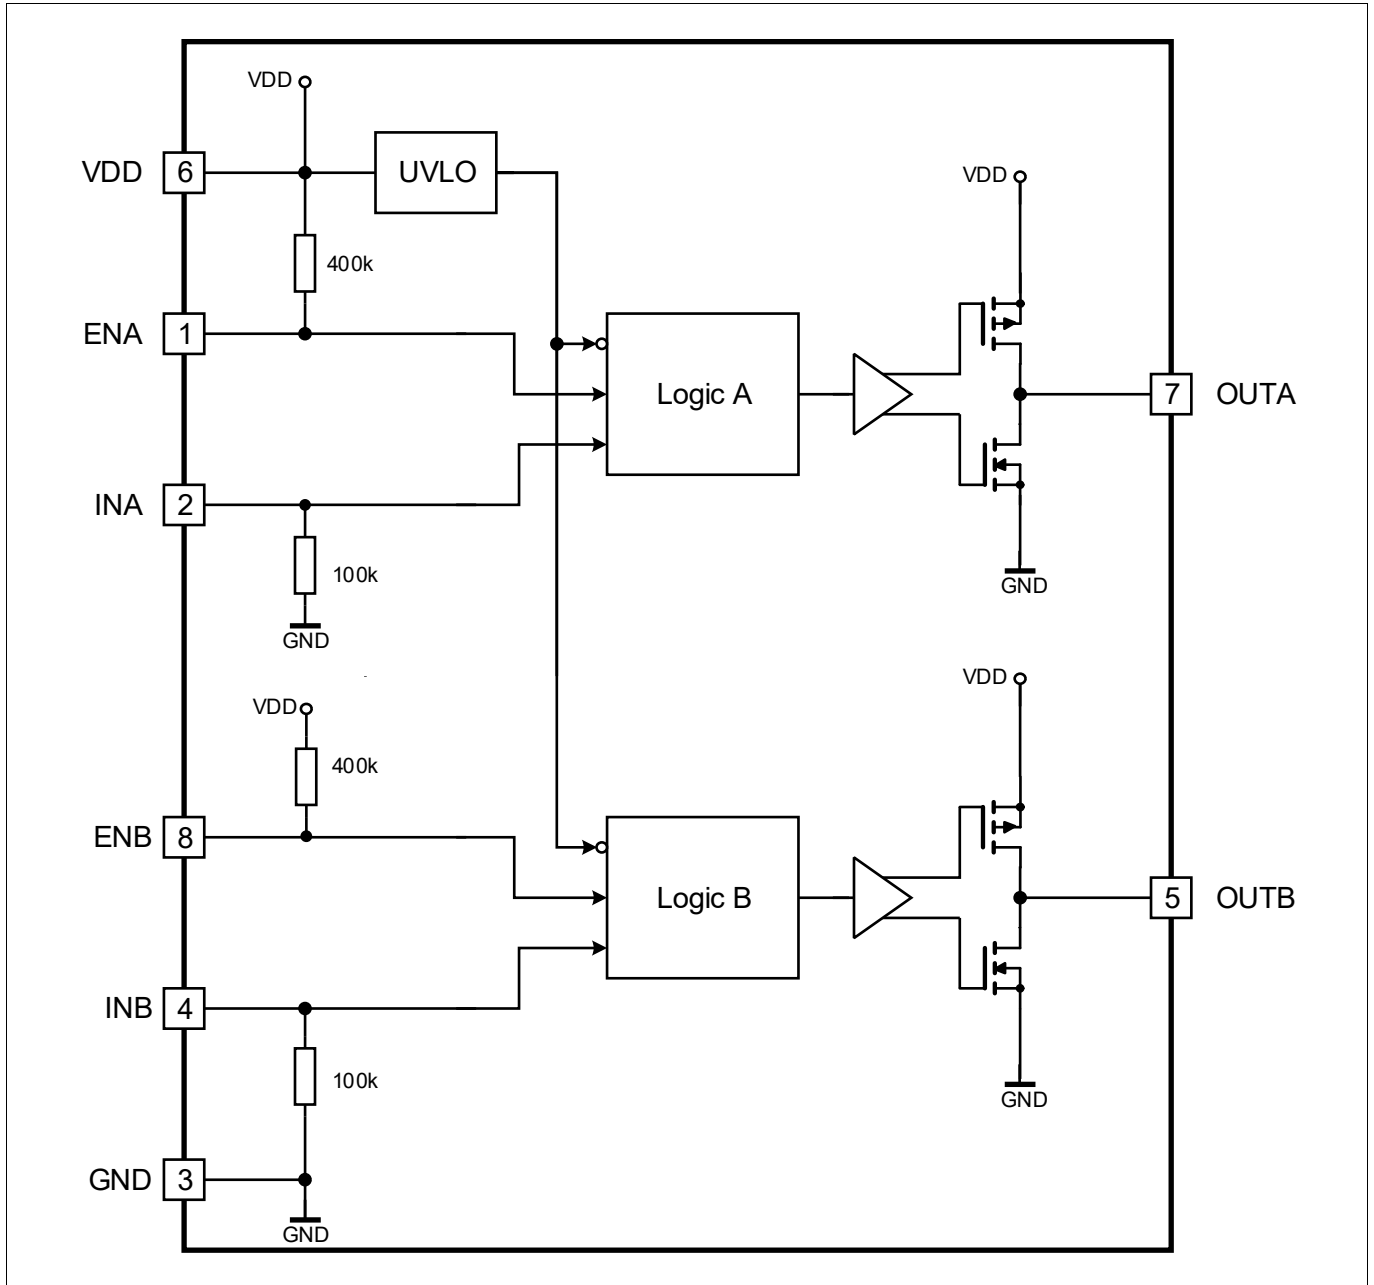 VDD
VDD 6 UVLO
VDD
400k
ENA 1
Logic A
7 OUTA
INA 2
100k
GND
GND
VDD
VDD
400k
ENB 8
Logic B
5 OUTB
INB 4
100k
GND
GND 3
GND